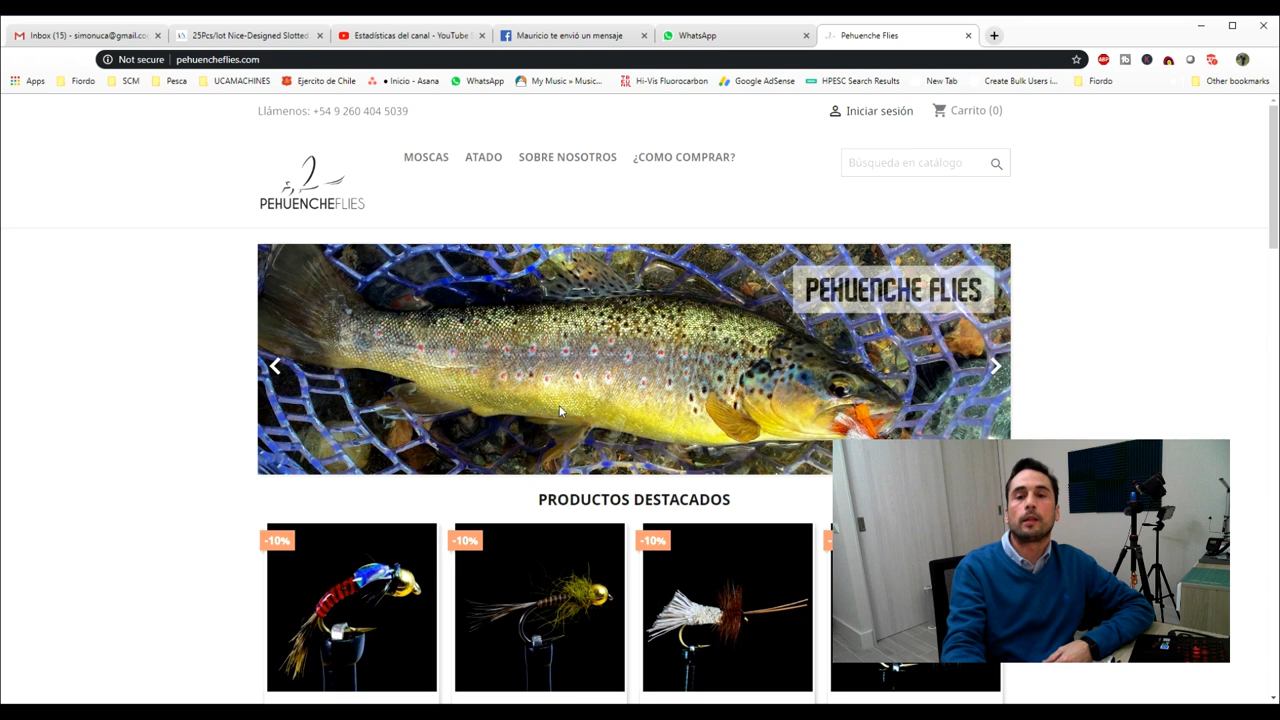 Inbox (15) - simonuca@gmail.co
25Pcs/lot Nice-Designed Slotted
Estadísticas del canal - YouTube S
Mauricio te envió un mensaje
WhatsApp
Pehuenche Flies
Not secure | pehuencheflies.com
Apps Fiordo SCM Pesca UCAMACHINES Ejercito de Chile • Inicio - Asana WhatsApp My Music » Music... Hi-Vis Fluorocarbon Google AdSense HPESC Search Results New Tab Create Bulk Users i... Fiordo Other bookmarks
Llámenos: +54 9 260 404 5039
Iniciar sesión Carrito (0)
MOSCAS ATADO SOBRE NOSOTROS ¿COMO COMPRAR?
Búsqueda en catálogo
PEHUENCHEFLIES
PEHUENCHE FLIES
PRODUCTOS DESTACADOS
-10% -10% -10%